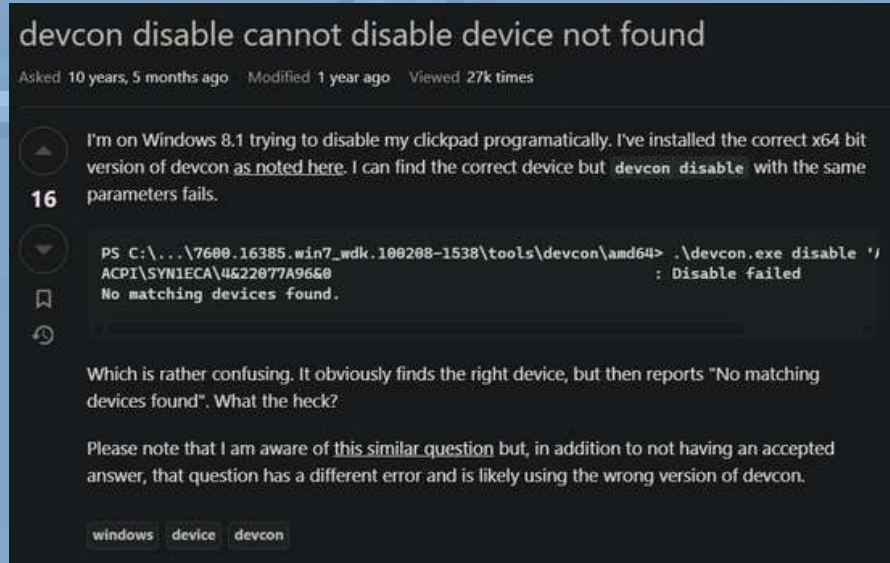 devcon disable cannot disable device not found
Asked 10 years, 5 months ago Modified 1 year ago Viewed 27k times
I'm on Windows 8.1 trying to disable my clickpad programatically. I've installed the correct x64 bit
version of devcon as noted here. I can find the correct device but devcon disable with the same
16 parameters fails.
PS C:\...\7600.16385.win7_wdk.100208-1538\tools\devcon\amd64> .\devcon.exe disable '
ACPI\SYN1ECA\4&22077A96&0 : Disable failed
No matching devices found.
Which is rather confusing. It obviously finds the right device, but then reports "No matching
devices found". What the heck?
Please note that I am aware of this similar question but, in addition to not having an accepted
answer, that question has a different error and is likely using the wrong version of devcon.
windows device devcon